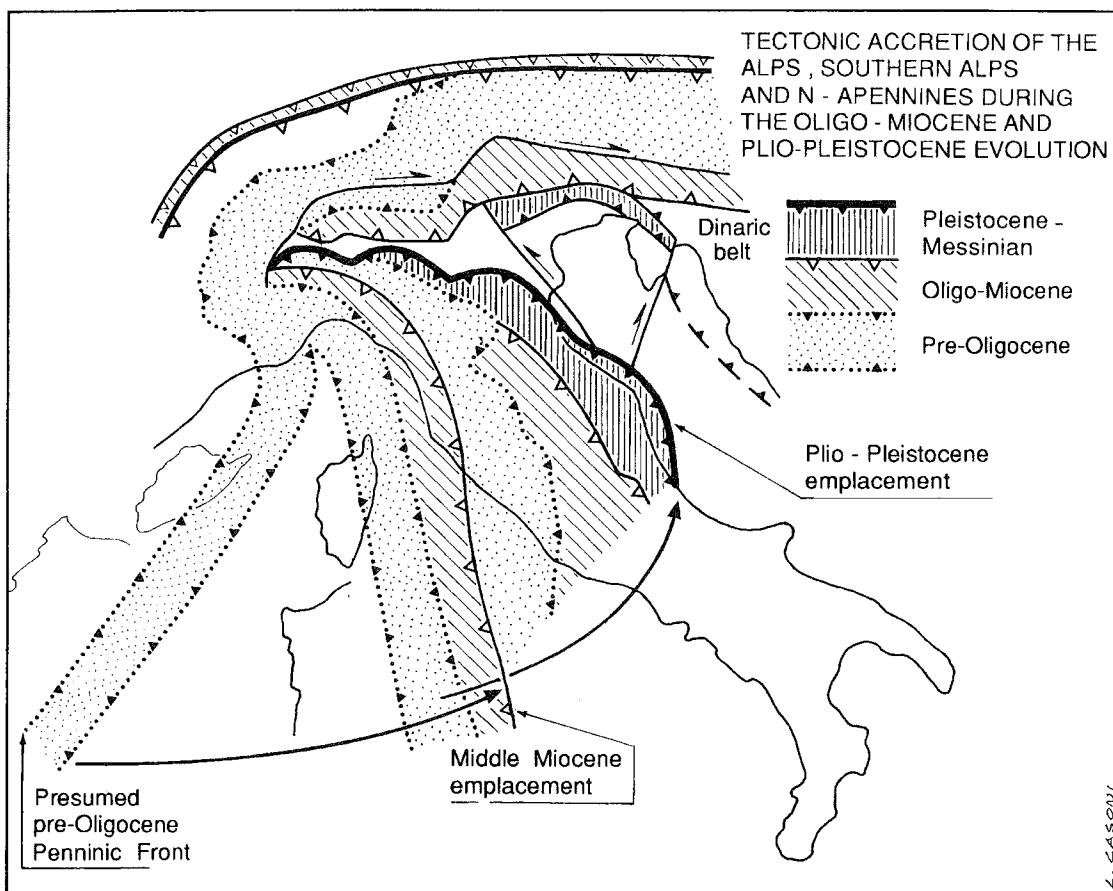 TECTONIC ACCRETION OF THE
ALPS , SOUTHERN ALPS
AND N - APENNINES DURING
THE OLIGO - MIOCENE AND
PLIO-PLEISTOCENE EVOLUTION
Pleistocene -
Messinian
Oligo-Miocene
Pre-Oligocene
Dinaric
belt
Plio - Pleistocene
emplacement
Middle Miocene
emplacement
Presumed
pre-Oligocene
Penninic Front